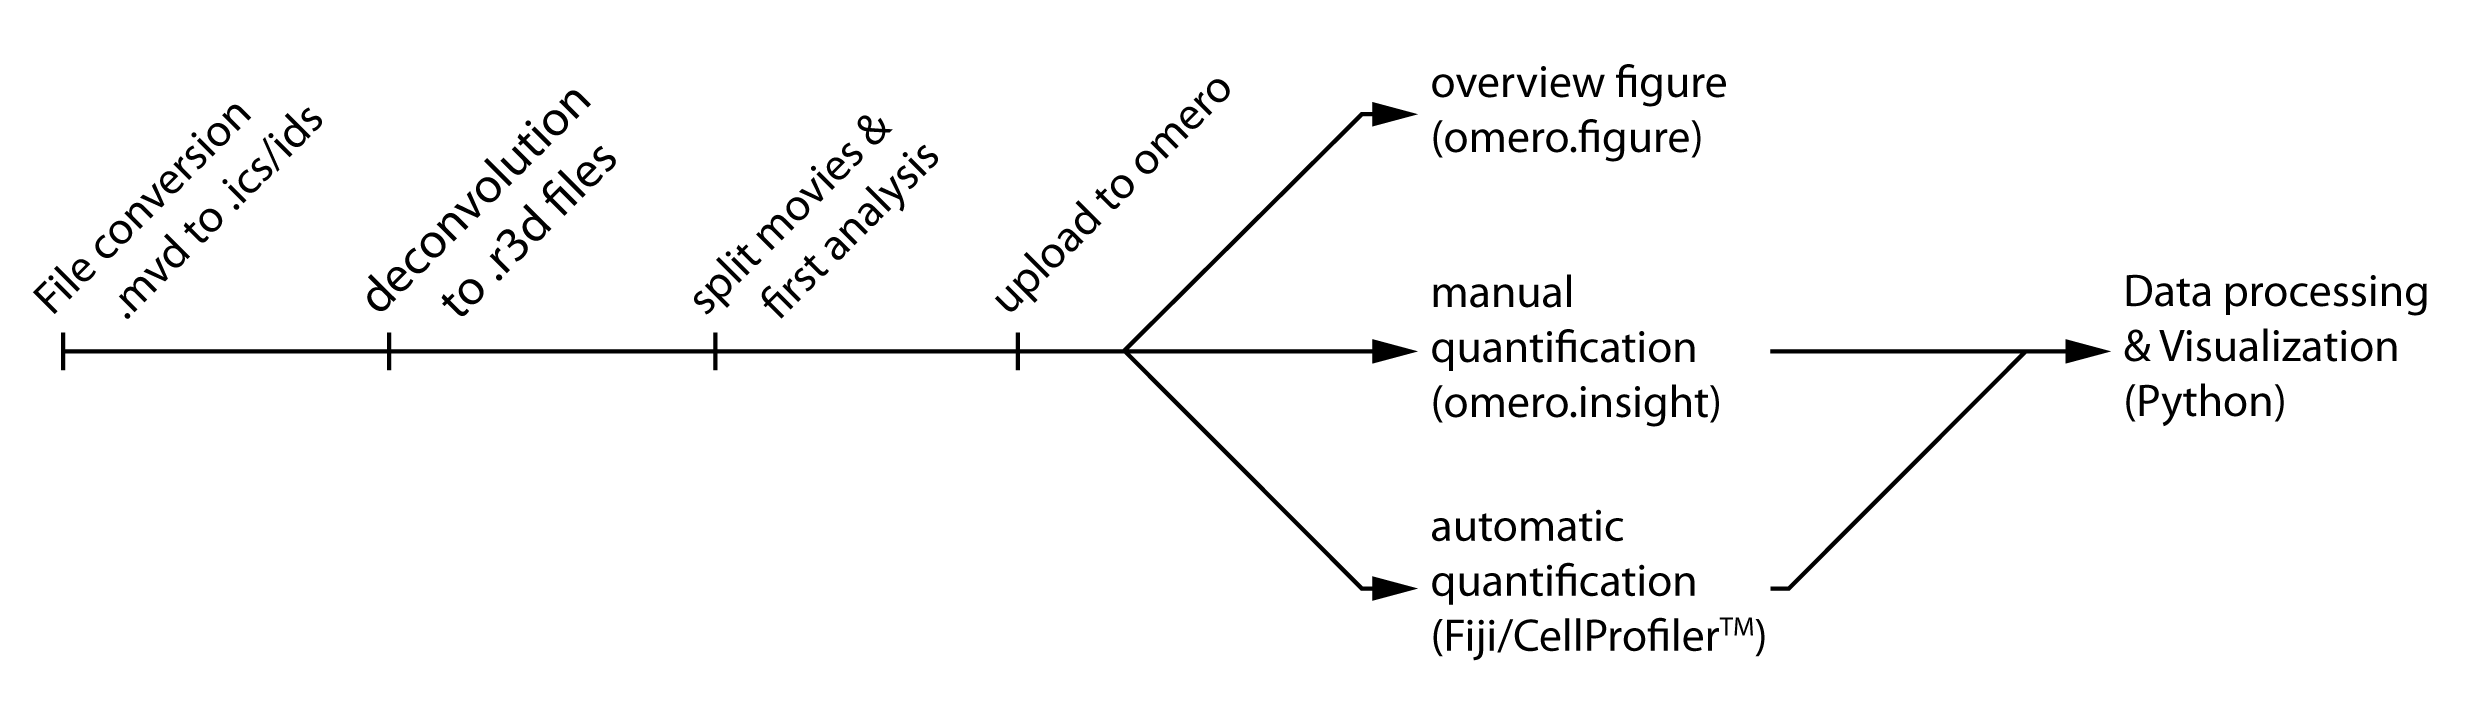 File conversion
.mvd to .ics/ids
deconvolution
to .r3d files
split movies &
first analysis
upload to omero
overview figure
(omero.figure)
manual
quantification
(omero.insight)
automatic
quantification
(Fiji/CellProfiler™)
Data processing
& Visualization
(Python)